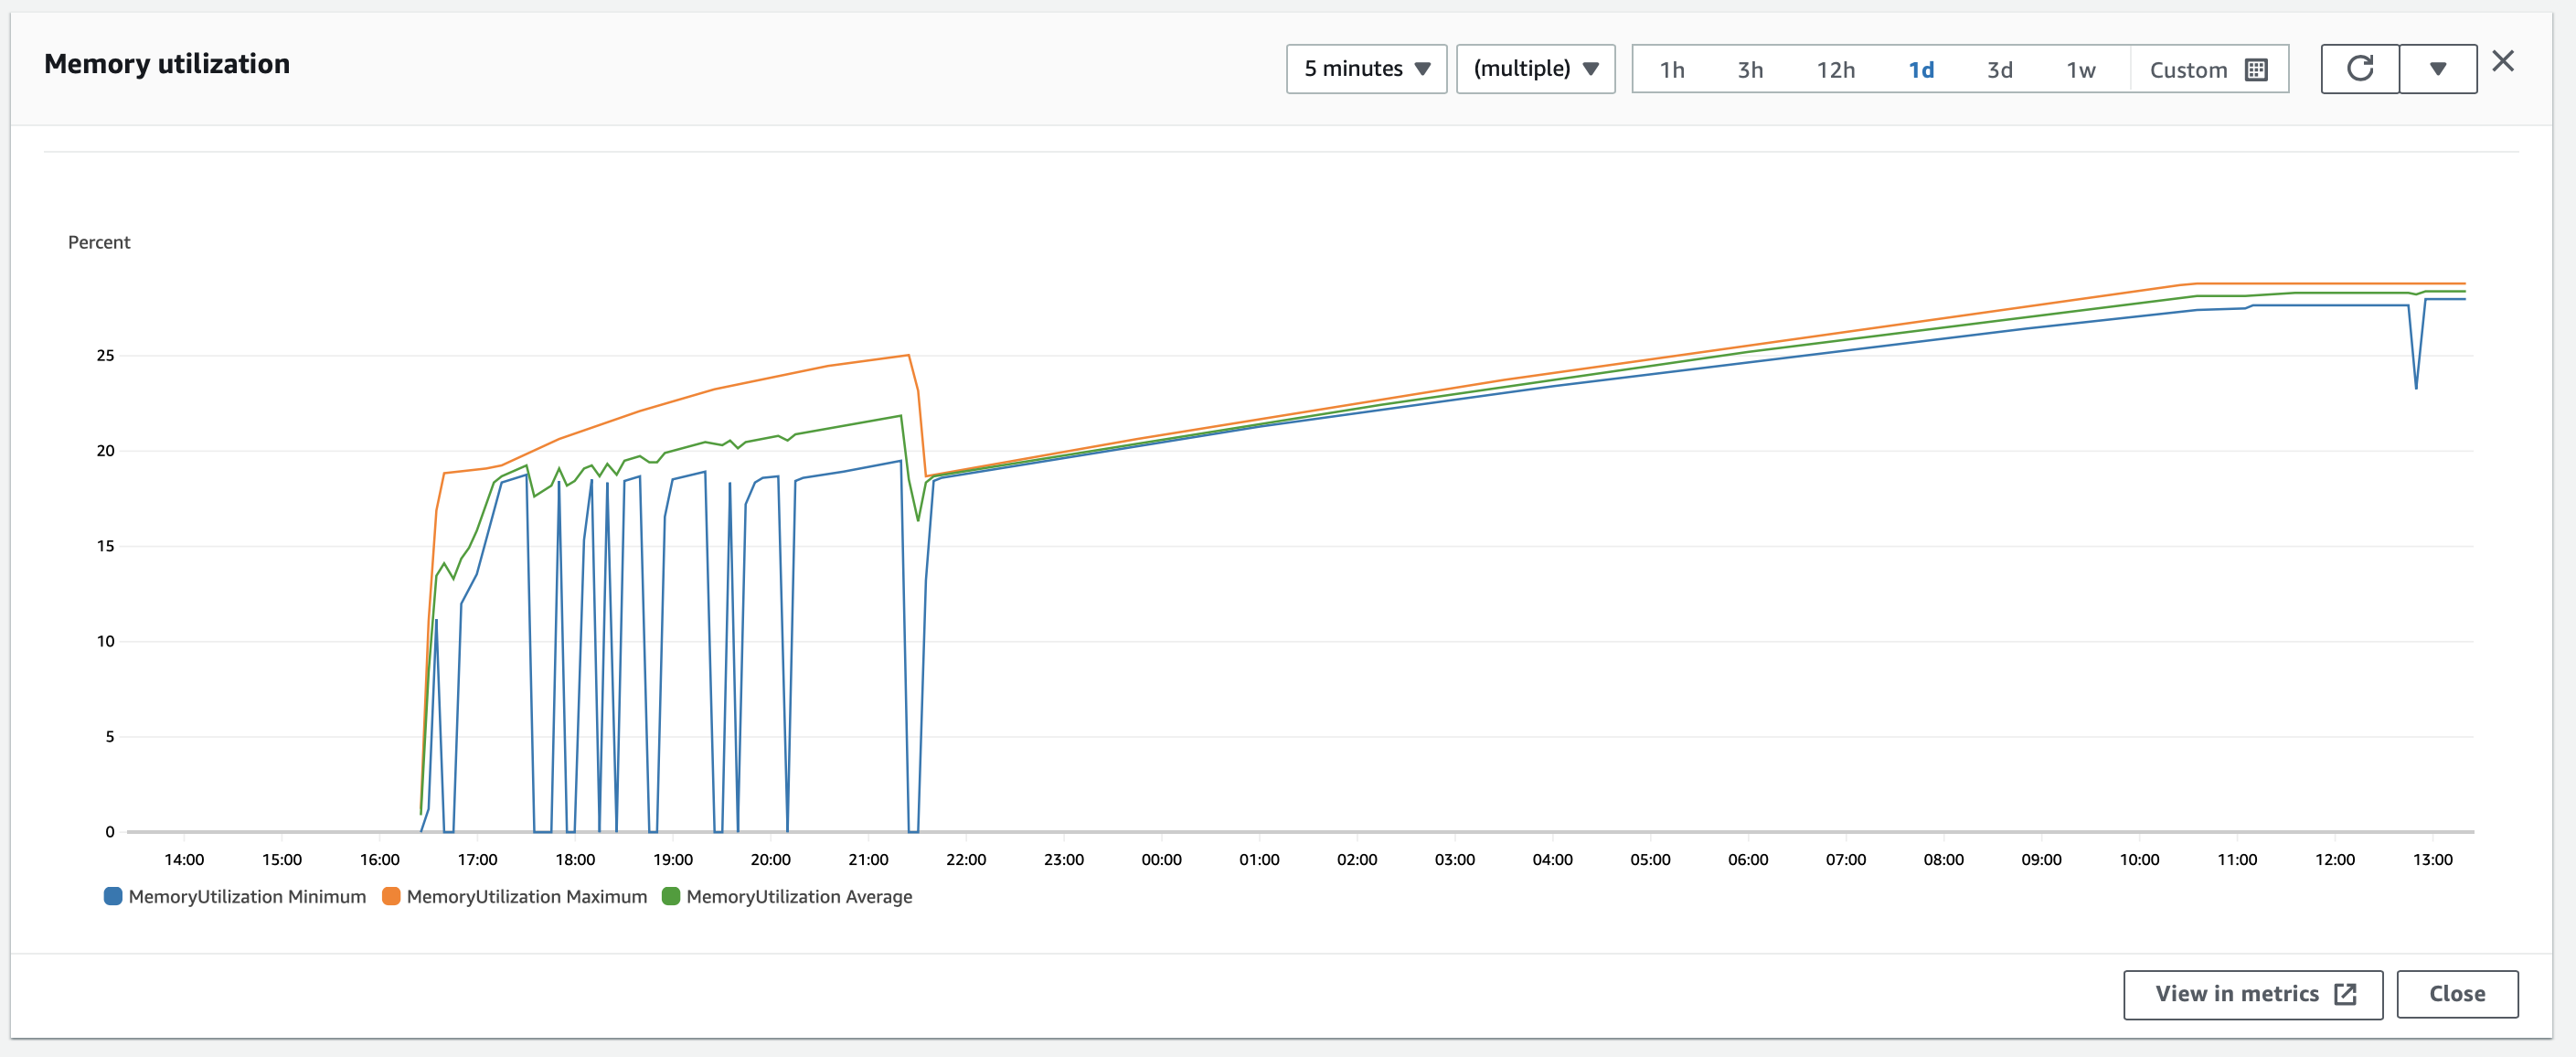 Memory utilization
5 minutes
(multiple)
1h 3h 12h 1d 3d 1w Custom
Percent
25
20
15
10
5
0
14:00 15:00 16:00 17:00 18:00 19:00 20:00 21:00 22:00 23:00 00:00 01:00 02:00 03:00 04:00 05:00 06:00 07:00 08:00 09:00 10:00 11:00 12:00 13:00
MemoryUtilization Minimum MemoryUtilization Maximum MemoryUtilization Average
View in metrics
Close